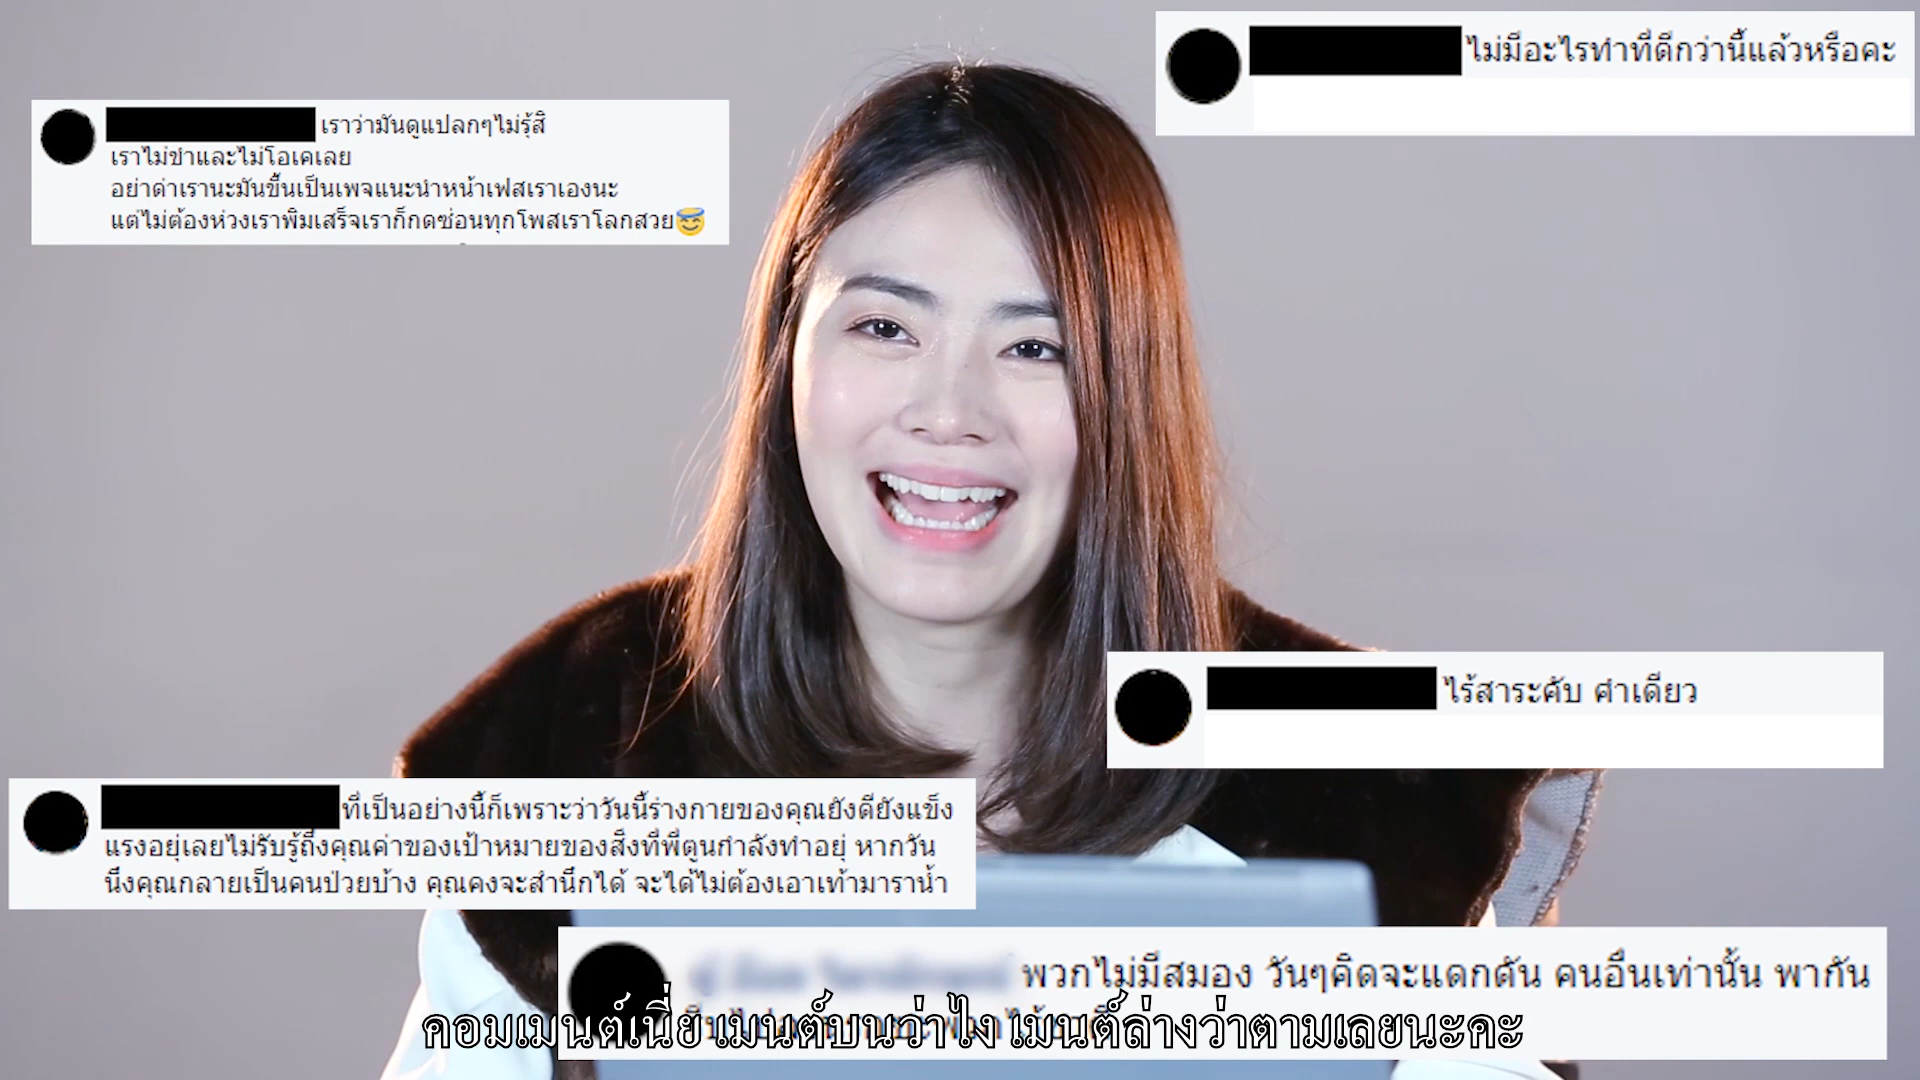 ไม่มีอะไรทำที่ดีกว่านี้แล้วหรือคะ
เราว่ามันดูแปลกๆไม่รุ้สิ
เราไม่ขำและไม่โอเคเลย
อย่าด่าเรานะมันขึ้นเป็นเพจแนะนำหน้าเฟสเราเองนะ
แต่ไม่ต้องห่วงเราพิมเสร็จเราก็กดซ่อนทุกโพสเราโลกสวย😇
ไร้สาระคับ คำเดียว
ที่เป็นอย่างนี้ก็เพราะว่าวันนี้ร่างกายของคุณยังดียังแข็ง
แรงอยุ่เลยไม่รับรู้ถึงคุณค่าของเป้าหมายของสิ่งที่พี่ตูนกำลังทำอยุ่ หากวัน
นึงคุณกลายเป็นคนป่วยบ้าง คุณคงจะสำนึกได้ จะได้ไม่ต้องเอาเท้ามาราน้ำ
พวกไม่มีสมอง วันๆคิดจะแดกดัน คนอื่นเท่านั้น พากัน
คอมเมนต์เนี่ย เมนต์บนว่าไง เมนต์ล่างว่าตามเลยนะคะ